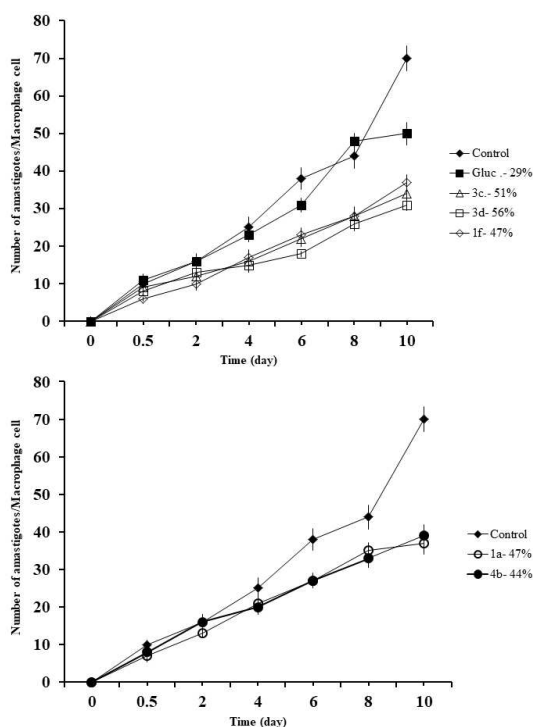 80
70
60
50
40
30
20
10
0
Number of amastigotes/Macrophage cell
0 0.5 2 4 6 8 10
Time (day)
Control
Gluc .- 29%
3c.- 51%
3d- 56%
1f- 47%
80
70
60
50
40
30
20
10
0
Number of amastigotes/Macrophage cell
0 0.5 2 4 6 8 10
Time (day)
Control
1a- 47%
4b- 44%